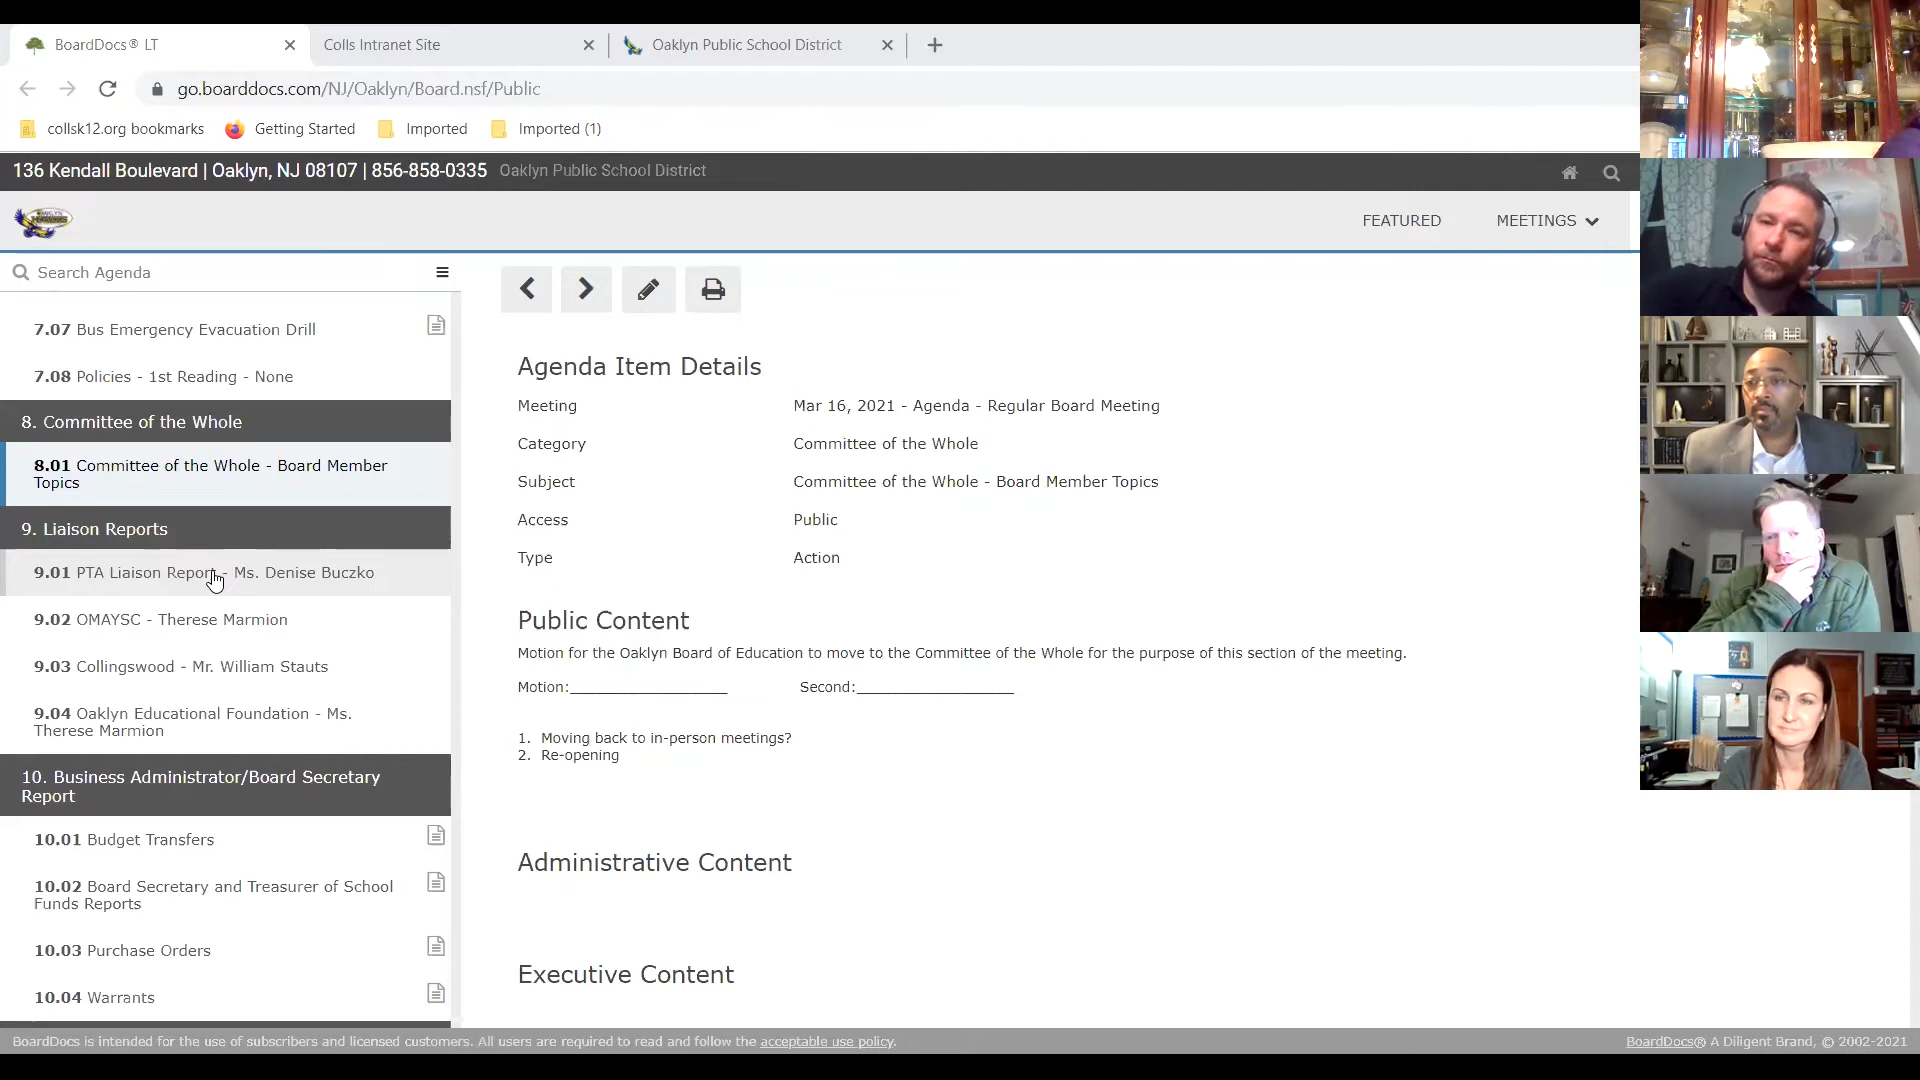 BoardDocs® LT
Colls Intranet Site
Oaklyn Public School District
go.boarddocs.com/NJ/Oaklyn/Board.nsf/Public
collsk12.org bookmarks
Getting Started
Imported
Imported (1)
136 Kendall Boulevard | Oaklyn, NJ 08107 | 856-858-0335 Oaklyn Public School District
FEATURED
MEETINGS
Search Agenda
7.07 Bus Emergency Evacuation Drill
7.08 Policies - 1st Reading - None
8. Committee of the Whole
8.01 Committee of the Whole - Board Member
Topics
9. Liaison Reports
9.01 PTA Liaison Report - Ms. Denise Buczko
9.02 OMAYSC - Therese Marmion
9.03 Collingswood - Mr. William Stauts
9.04 Oaklyn Educational Foundation - Ms.
Therese Marmion
10. Business Administrator/Board Secretary
Report
10.01 Budget Transfers
10.02 Board Secretary and Treasurer of School
Funds Reports
10.03 Purchase Orders
10.04 Warrants
Agenda Item Details
Meeting Mar 16, 2021 - Agenda - Regular Board Meeting
Category Committee of the Whole
Subject Committee of the Whole - Board Member Topics
Access Public
Type Action
Public Content
Motion for the Oaklyn Board of Education to move to the Committee of the Whole for the purpose of this section of the meeting.
Motion:___________________ Second:___________________
1. Moving back to in-person meetings?
2. Re-opening
Administrative Content
Executive Content
BoardDocs is intended for the use of subscribers and licensed customers. All users are required to read and follow the acceptable use policy.
BoardDocs® A Diligent Brand, © 2002-2021